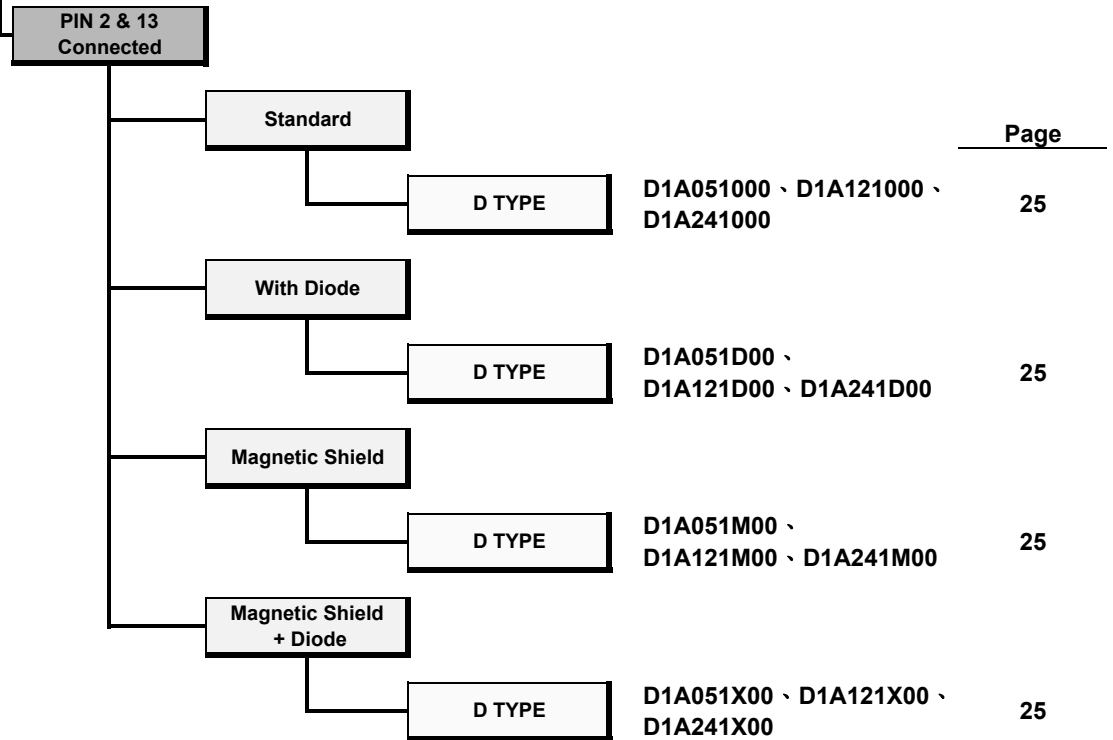 PIN 2 & 13
Connected
Standard
Page
D TYPE
D1A051000、D1A121000、
D1A241000
25
With Diode
D TYPE
D1A051D00、
D1A121D00、D1A241D00
25
Magnetic Shield
D TYPE
D1A051M00、
D1A121M00、D1A241M00
25
Magnetic Shield
+ Diode
D TYPE
D1A051X00、D1A121X00、
D1A241X00
25